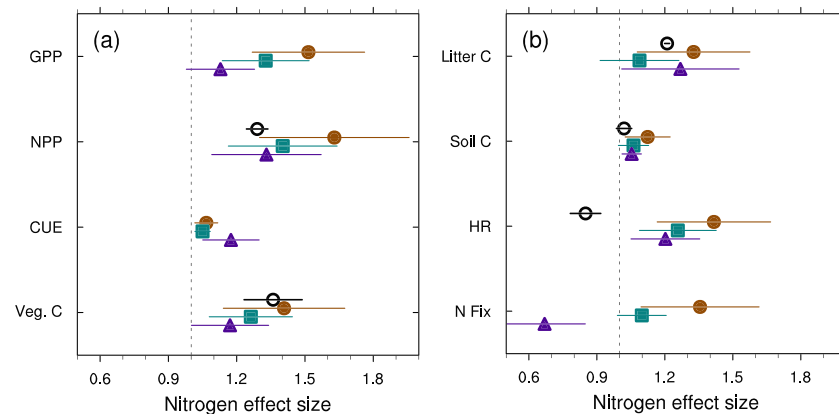 (a)
GPP
NPP
CUE
Veg. C
0.6 0.9 1.2 1.5 1.8
Nitrogen effect size
(b)
Litter C
Soil C
HR
N Fix
0.6 0.9 1.2 1.5 1.8
Nitrogen effect size